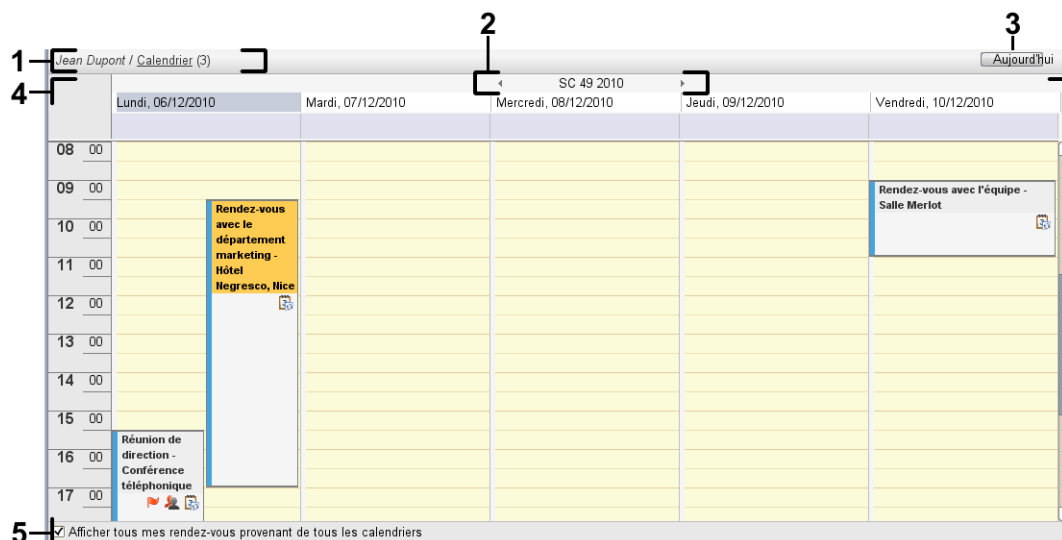 2
3
1 Jean Dupont / Calendrier (3)
Aujourd'hui
4
SC 49 2010
Lundi, 06/12/2010 Mardi, 07/12/2010 Mercredi, 08/12/2010 Jeudi, 09/12/2010 Vendredi, 10/12/2010
08 00
09 00
Rendez-vous avec l'équipe -
Salle Merlot
Rendez-vous
avec le
département
marketing -
Hôtel
Negresco, Nice
10 00
11 00
12 00
13 00
14 00
15 00
Réunion de
direction -
Conférence
téléphonique
16 00
17 00
5 Afficher tous mes rendez-vous provenant de tous les calendriers